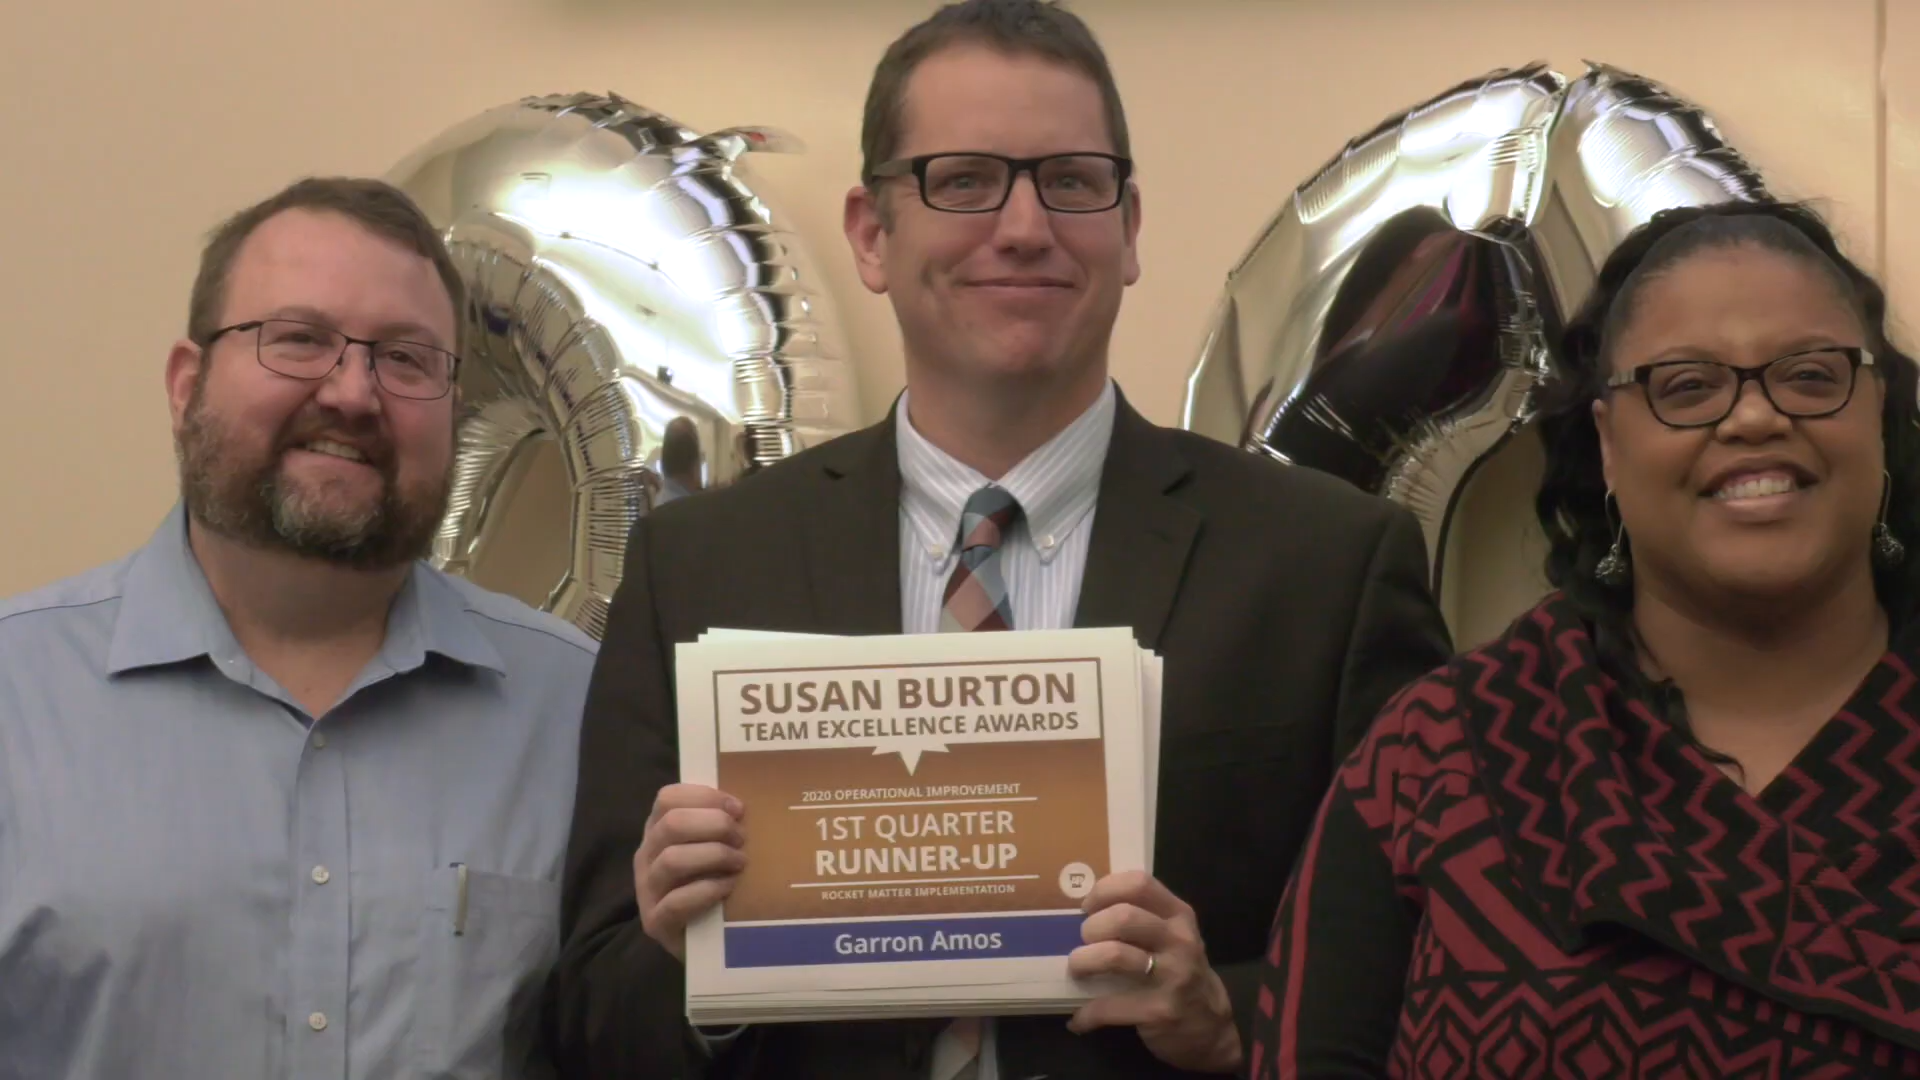 SUSAN BURTON
TEAM EXCELLENCE AWARDS
2020 OPERATIONAL IMPROVEMENT
1ST QUARTER
RUNNER-UP
ROCKET MATTER IMPLEMENTATION
Garron Amos